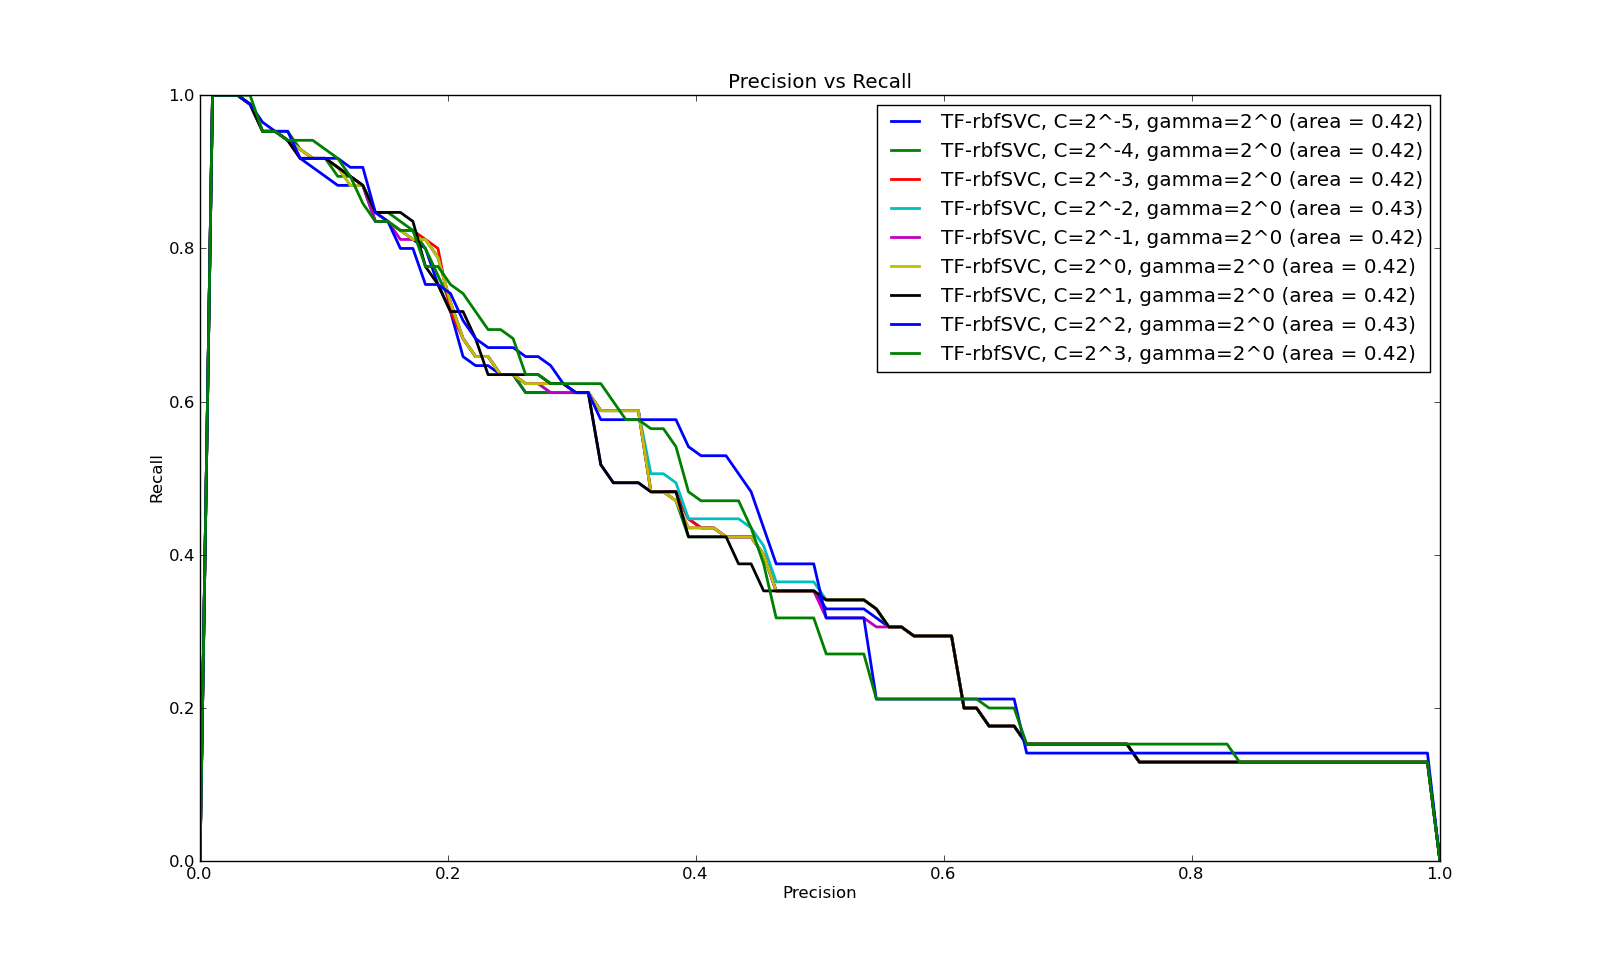 Precision vs Recall
1.0
0.8
0.6
0.4
0.2
0.0
Recall
TF-rbfSVC, C=2^-5, gamma=2^0 (area = 0.42)
TF-rbfSVC, C=2^-4, gamma=2^0 (area = 0.42)
TF-rbfSVC, C=2^-3, gamma=2^0 (area = 0.42)
TF-rbfSVC, C=2^-2, gamma=2^0 (area = 0.43)
TF-rbfSVC, C=2^-1, gamma=2^0 (area = 0.42)
TF-rbfSVC, C=2^0, gamma=2^0 (area = 0.42)
TF-rbfSVC, C=2^1, gamma=2^0 (area = 0.42)
TF-rbfSVC, C=2^2, gamma=2^0 (area = 0.43)
TF-rbfSVC, C=2^3, gamma=2^0 (area = 0.42)
0.0 0.2 0.4 0.6 0.8 1.0
Precision